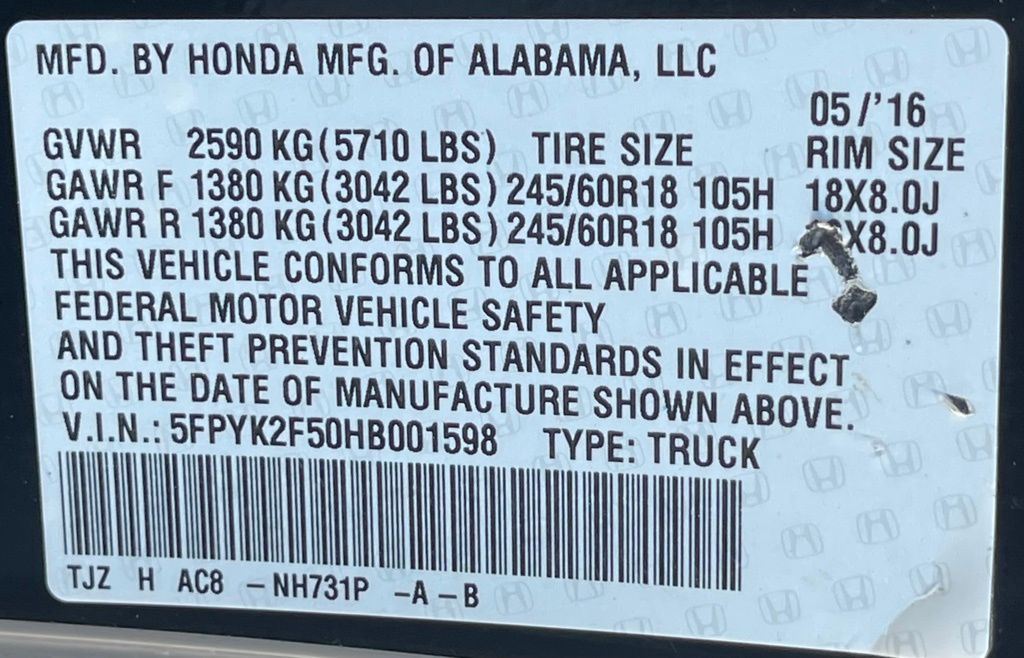 MFD. BY HONDA MFG. OF ALABAMA, LLC
05/'16
GVWR 2590 KG(5710 LBS) TIRE SIZE RIM SIZE
GAWR F 1380 KG(3042 LBS) 245/60R18 105H 18X8.0J
GAWR R 1380 KG(3042 LBS) 245/60R18 105H X8.0J
THIS VEHICLE CONFORMS TO ALL APPLICABLE
FEDERAL MOTOR VEHICLE SAFETY
AND THEFT PREVENTION STANDARDS IN EFFECT
ON THE DATE OF MANUFACTURE SHOWN ABOVE.
V.I.N.: 5FPYK2F50HB001598 TYPE: TRUCK
TJZ H AC8 -NH731P -A-B